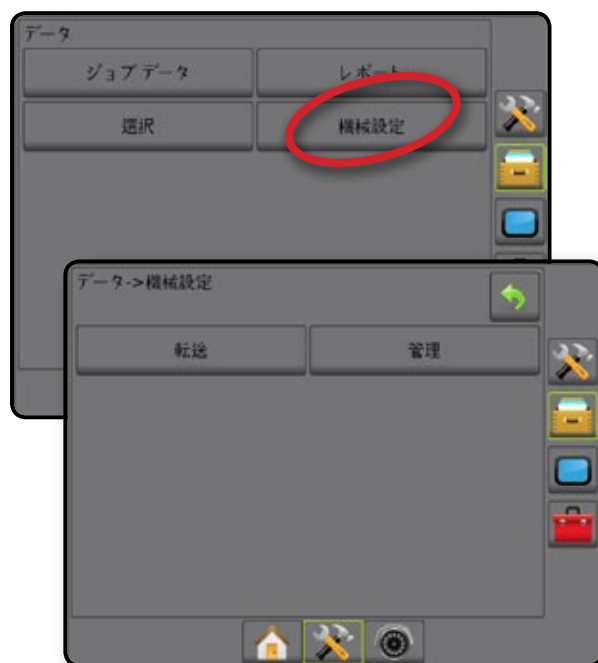 データ
ジョブ データ
レポート
選択
機械設定
データ->機械設定
転送
管理